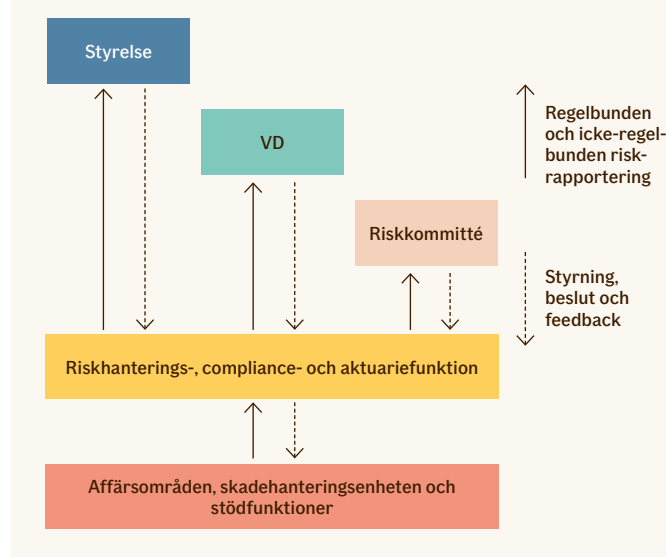 Styrelse
VD
Regelbunden
och icke-regel-
bunden risk-
rapportering
Riskkommitté
Styrning,
beslut och
feedback
Riskhanterings-, compliance- och aktuariefunktion
Affärsområden, skadehanteringsenheten och
stödfunktioner